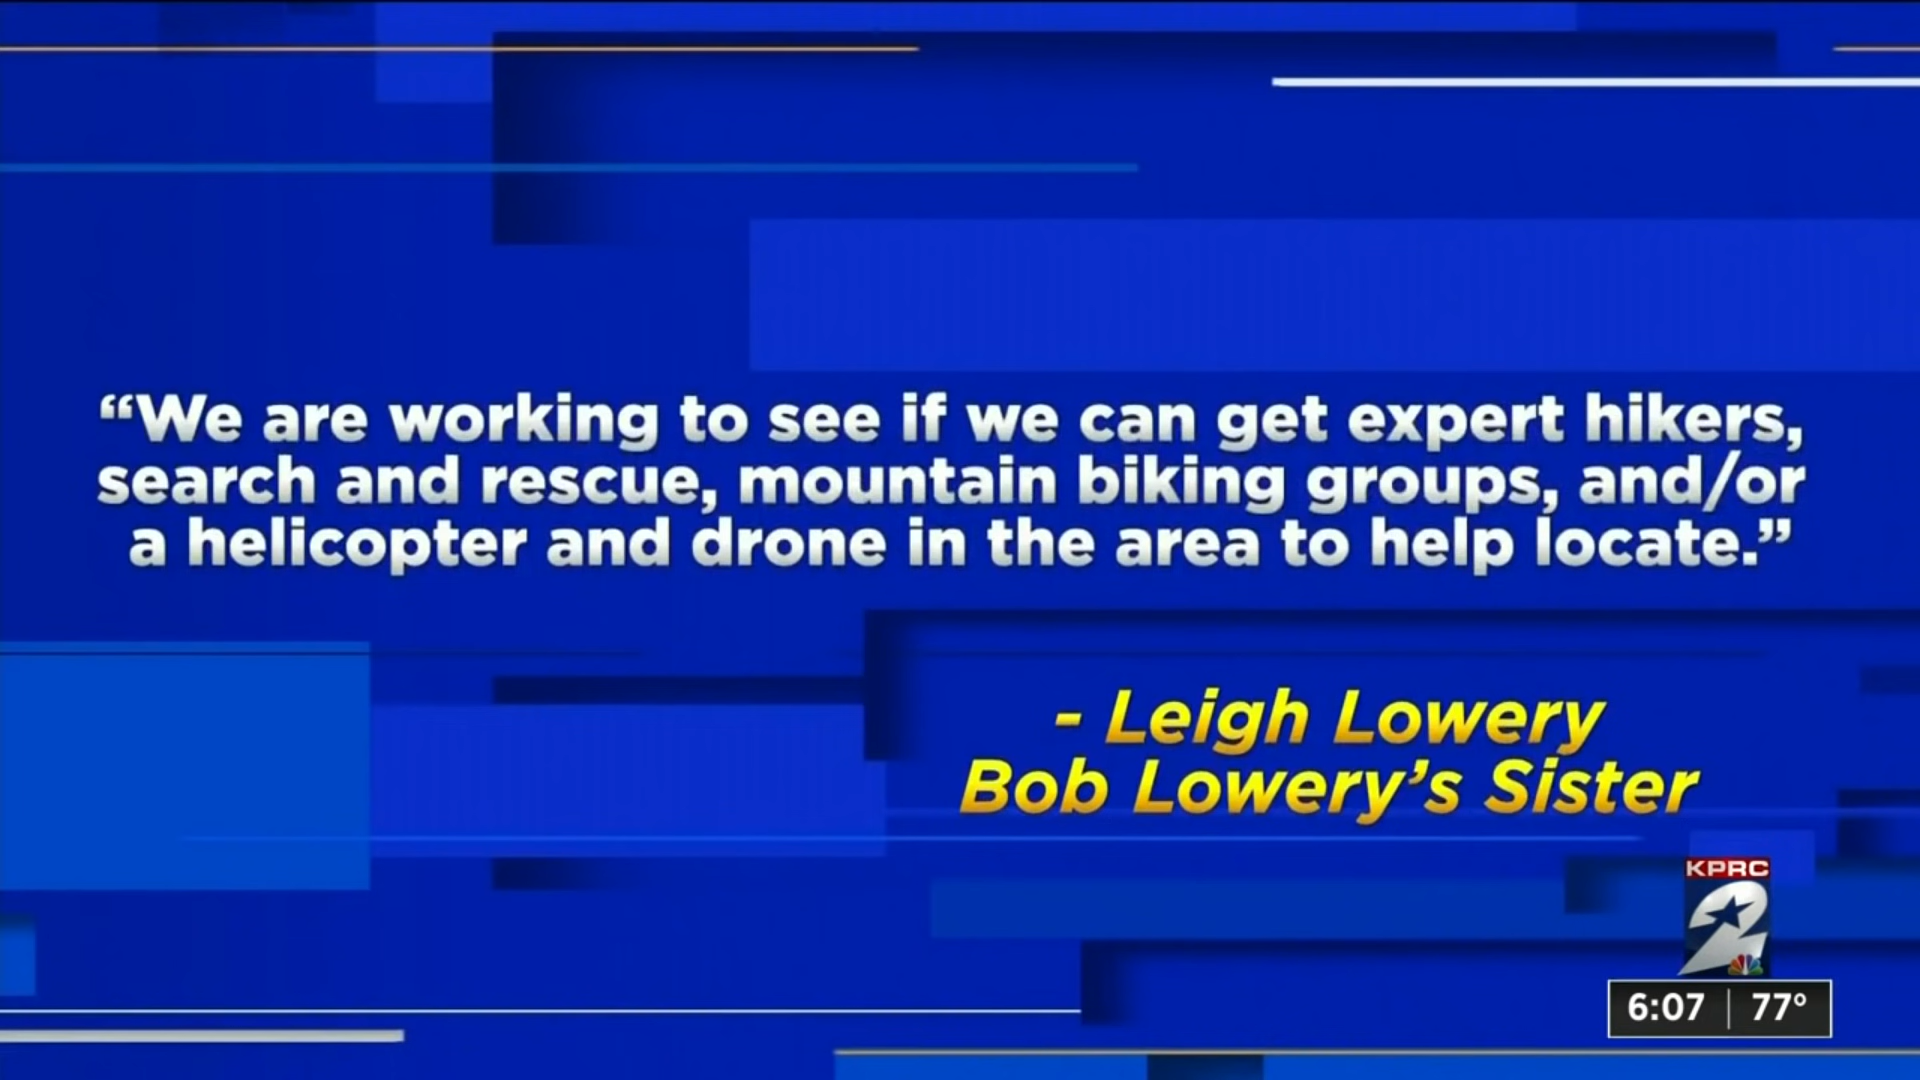 “We are working to see if we can get expert hikers,
search and rescue, mountain biking groups, and/or
a helicopter and drone in the area to help locate.”
- Leigh Lowery
Bob Lowery’s Sister
KPRC
2
6:07 | 77°